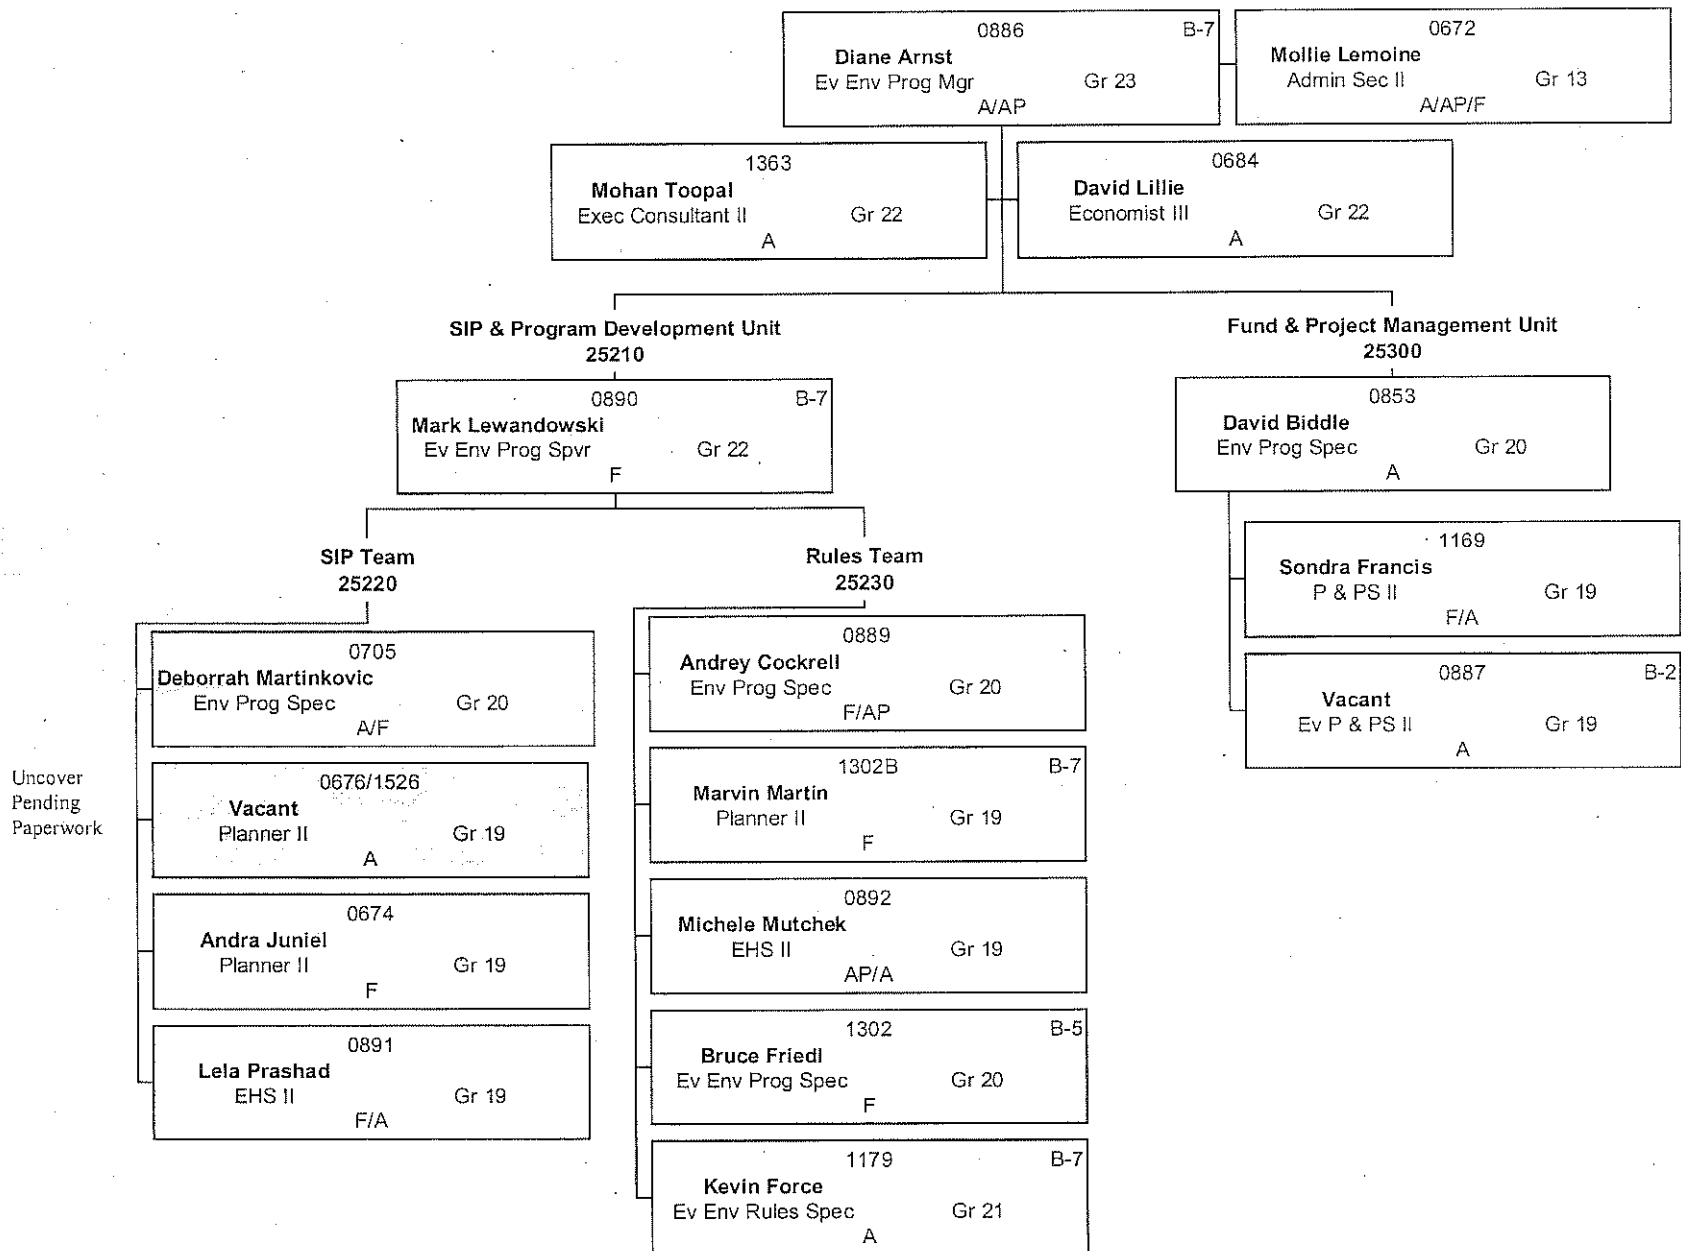 0886 B-7
Diane Arnst
Ev Env Prog Mgr Gr 23
A/AP
0672
Mollie Lemoine
Admin Sec II Gr 13
A/AP/F
1363
Mohan Toopal
Exec Consultant II Gr 22
A
0684
David Lillie
Economist III Gr 22
A
SIP & Program Development Unit
25210
0890 B-7
Mark Lewandowski
Ev Env Prog Spvr Gr 22
F
Fund & Project Management Unit
25300
0853
David Biddle
Env Prog Spec Gr 20
A
1169
Sondra Francis
P & PS II Gr 19
F/A
0887 B-2
Vacant
Ev P & PS II Gr 19
A
SIP Team
25220
0705
Deborrah Martinkovic
Env Prog Spec Gr 20
A/F
Uncover
Pending
Paperwork
0676/1526
Vacant
Planner II Gr 19
A
0674
Andra Juniel
Planner II Gr 19
F
0891
Lela Prashad
EHS II Gr 19
F/A
Rules Team
25230
0889
Andrey Cockrell
Env Prog Spec Gr 20
F/AP
1302B B-7
Marvin Martin
Planner II Gr 19
F
0892
Michele Mutchek
EHS II Gr 19
AP/A
1302 B-5
Bruce Friedl
Ev Env Prog Spec Gr 20
F
1179 B-7
Kevin Force
Ev Env Rules Spec Gr 21
A